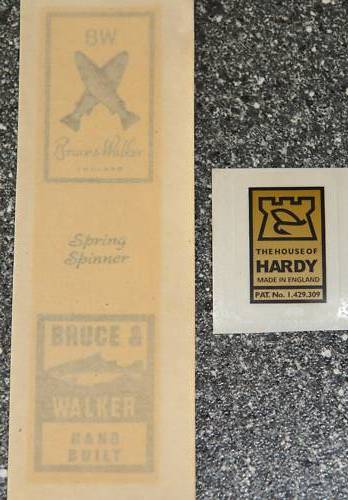 BW
Bruce & Walker
ENGLAND
Spring
Spinner
BRUCE &
WALKER
HAND
BUILT
THE HOUSE OF
HARDY
MADE IN ENGLAND
PAT. No. 1.429.309